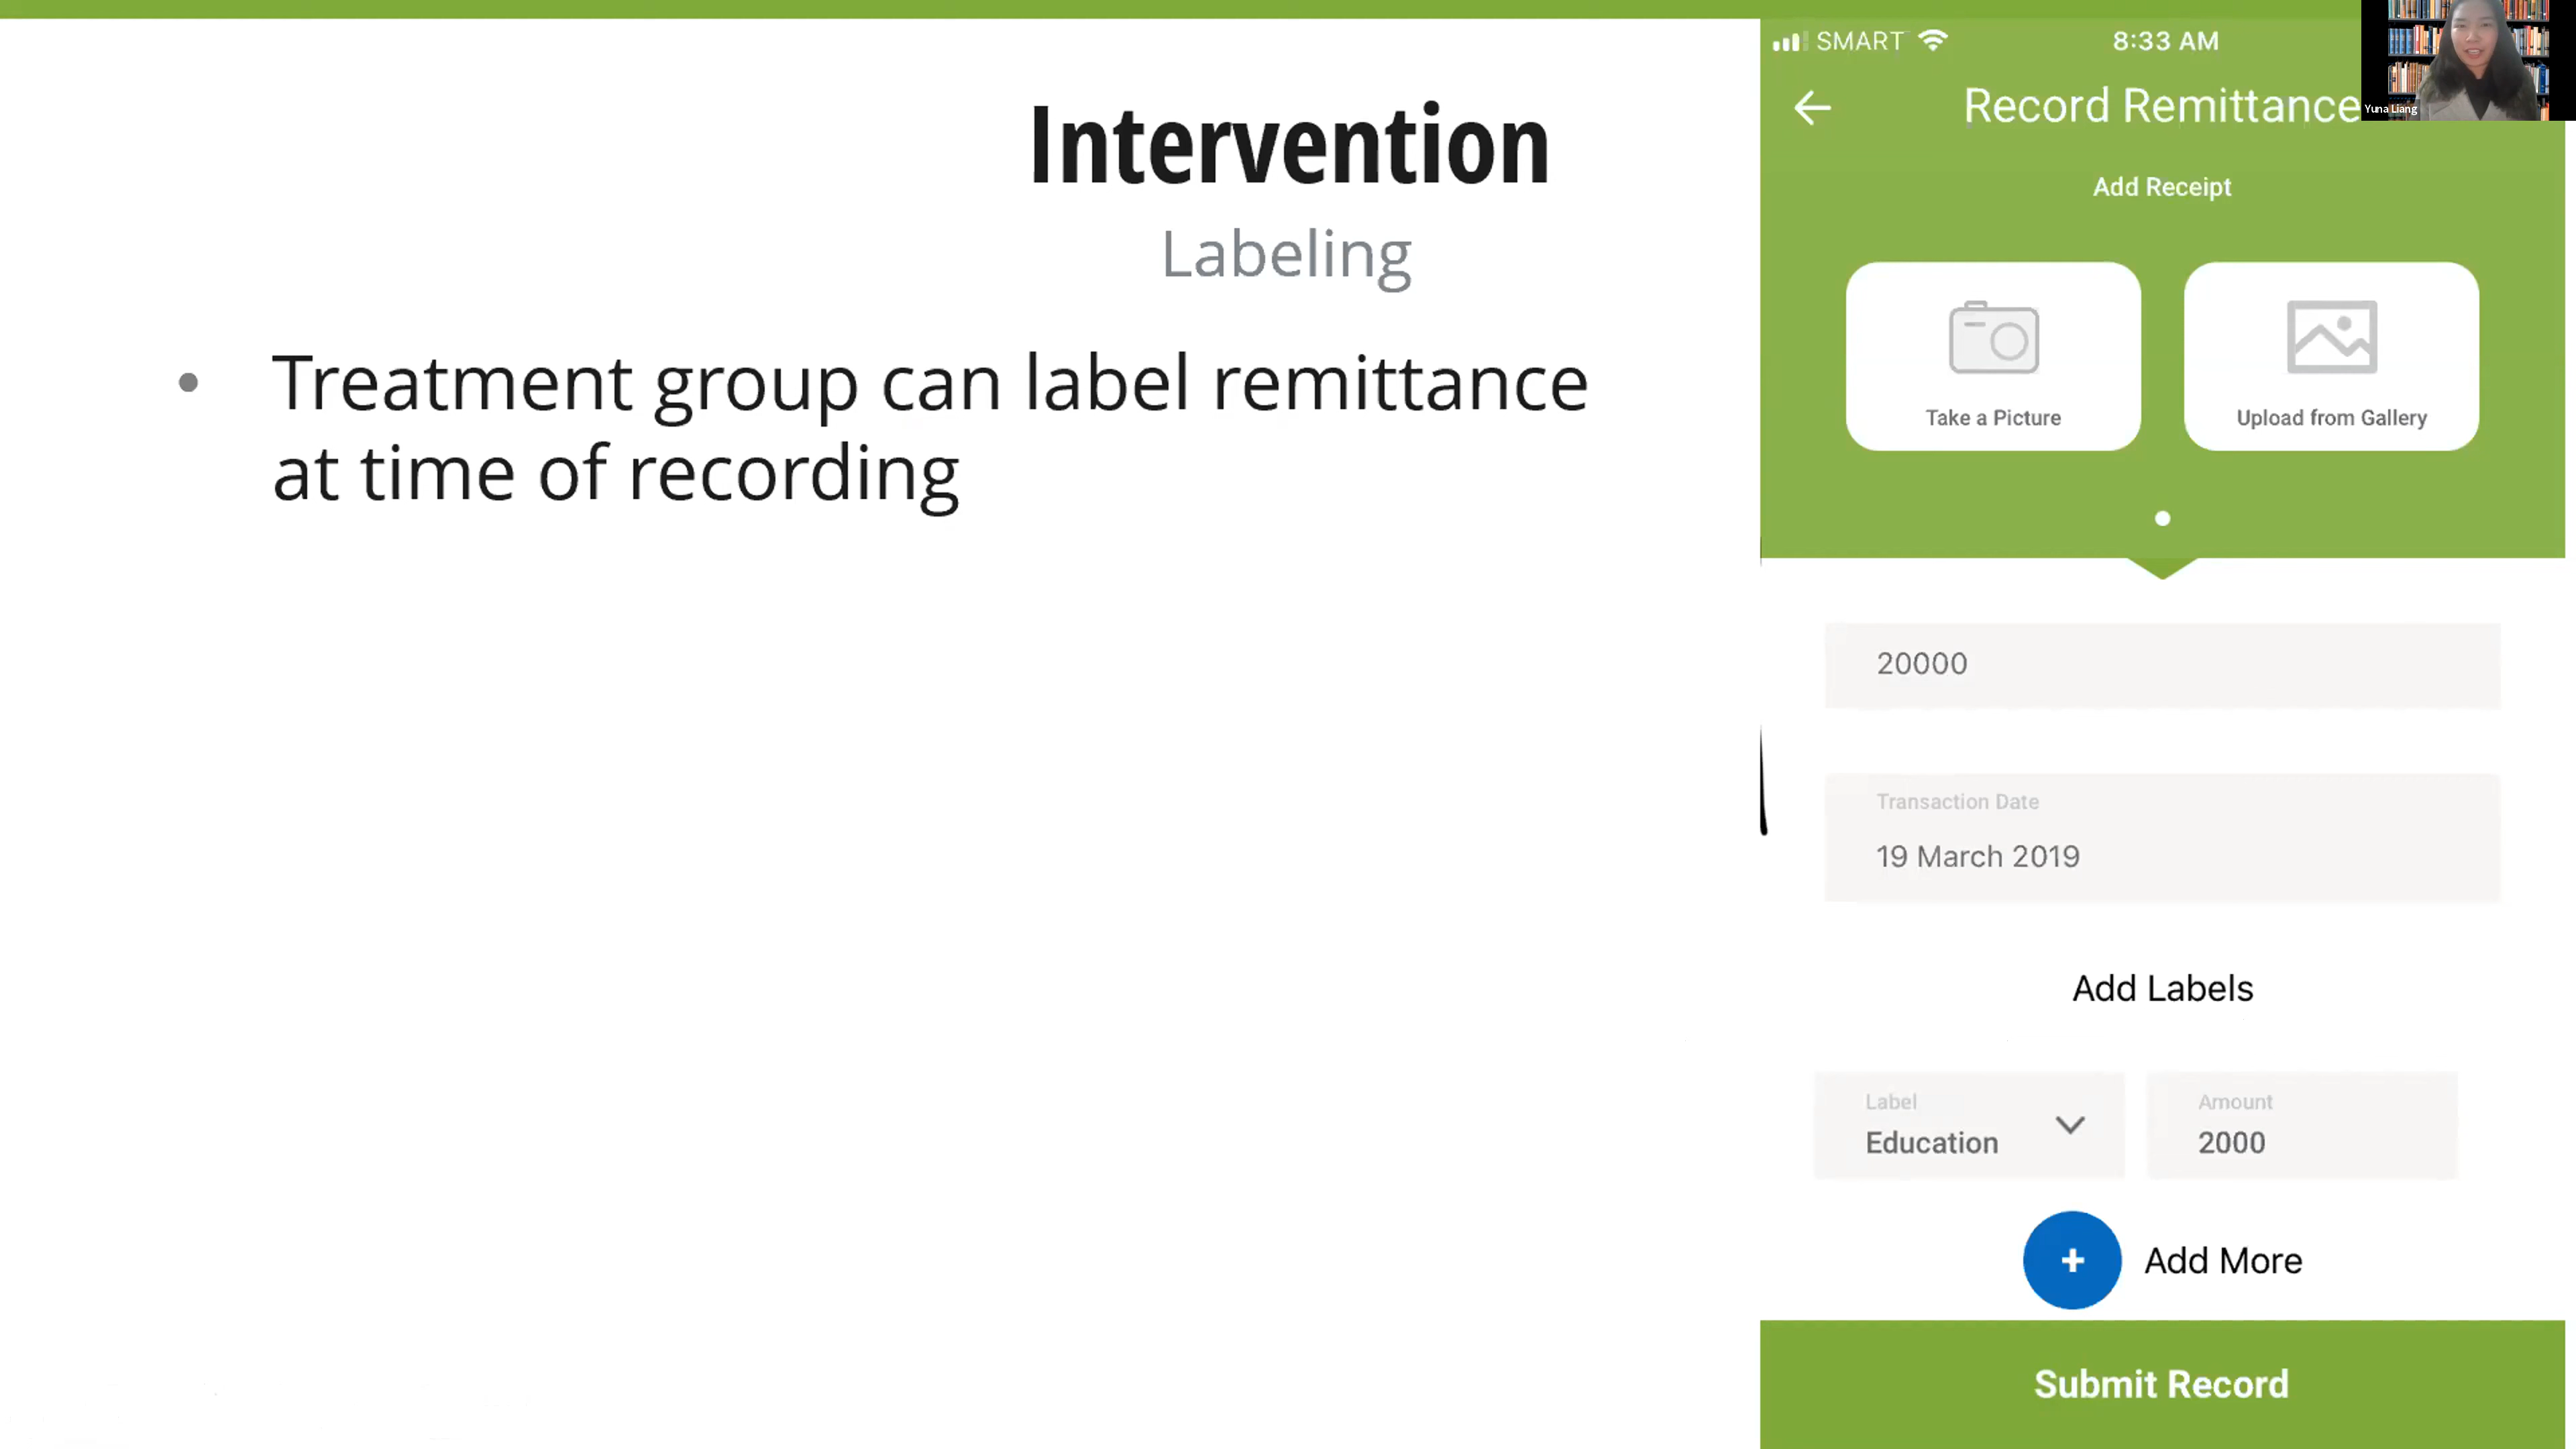 Intervention
Labeling
• Treatment group can label remittance
at time of recording
SMART
8:33 AM
Record Remittance
Yuna Liang
Add Receipt
Take a Picture
Upload from Gallery
20000
Transaction Date
19 March 2019
Add Labels
Label
Education
Amount
2000
+ Add More
Submit Record